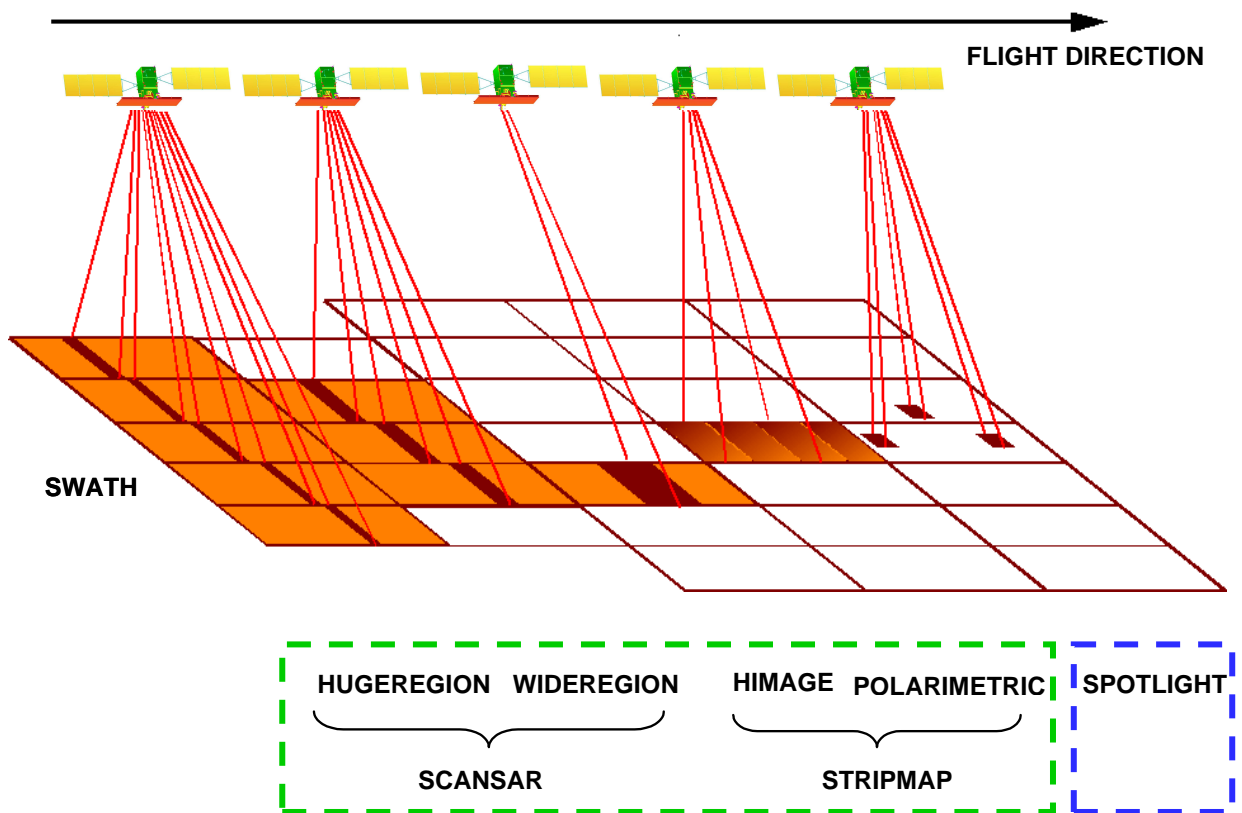 FLIGHT DIRECTION
SWATH
HUGEREGION WIDEREGION HIMAGE POLARIMETRIC SPOTLIGHT
SCANSAR STRIPMAP